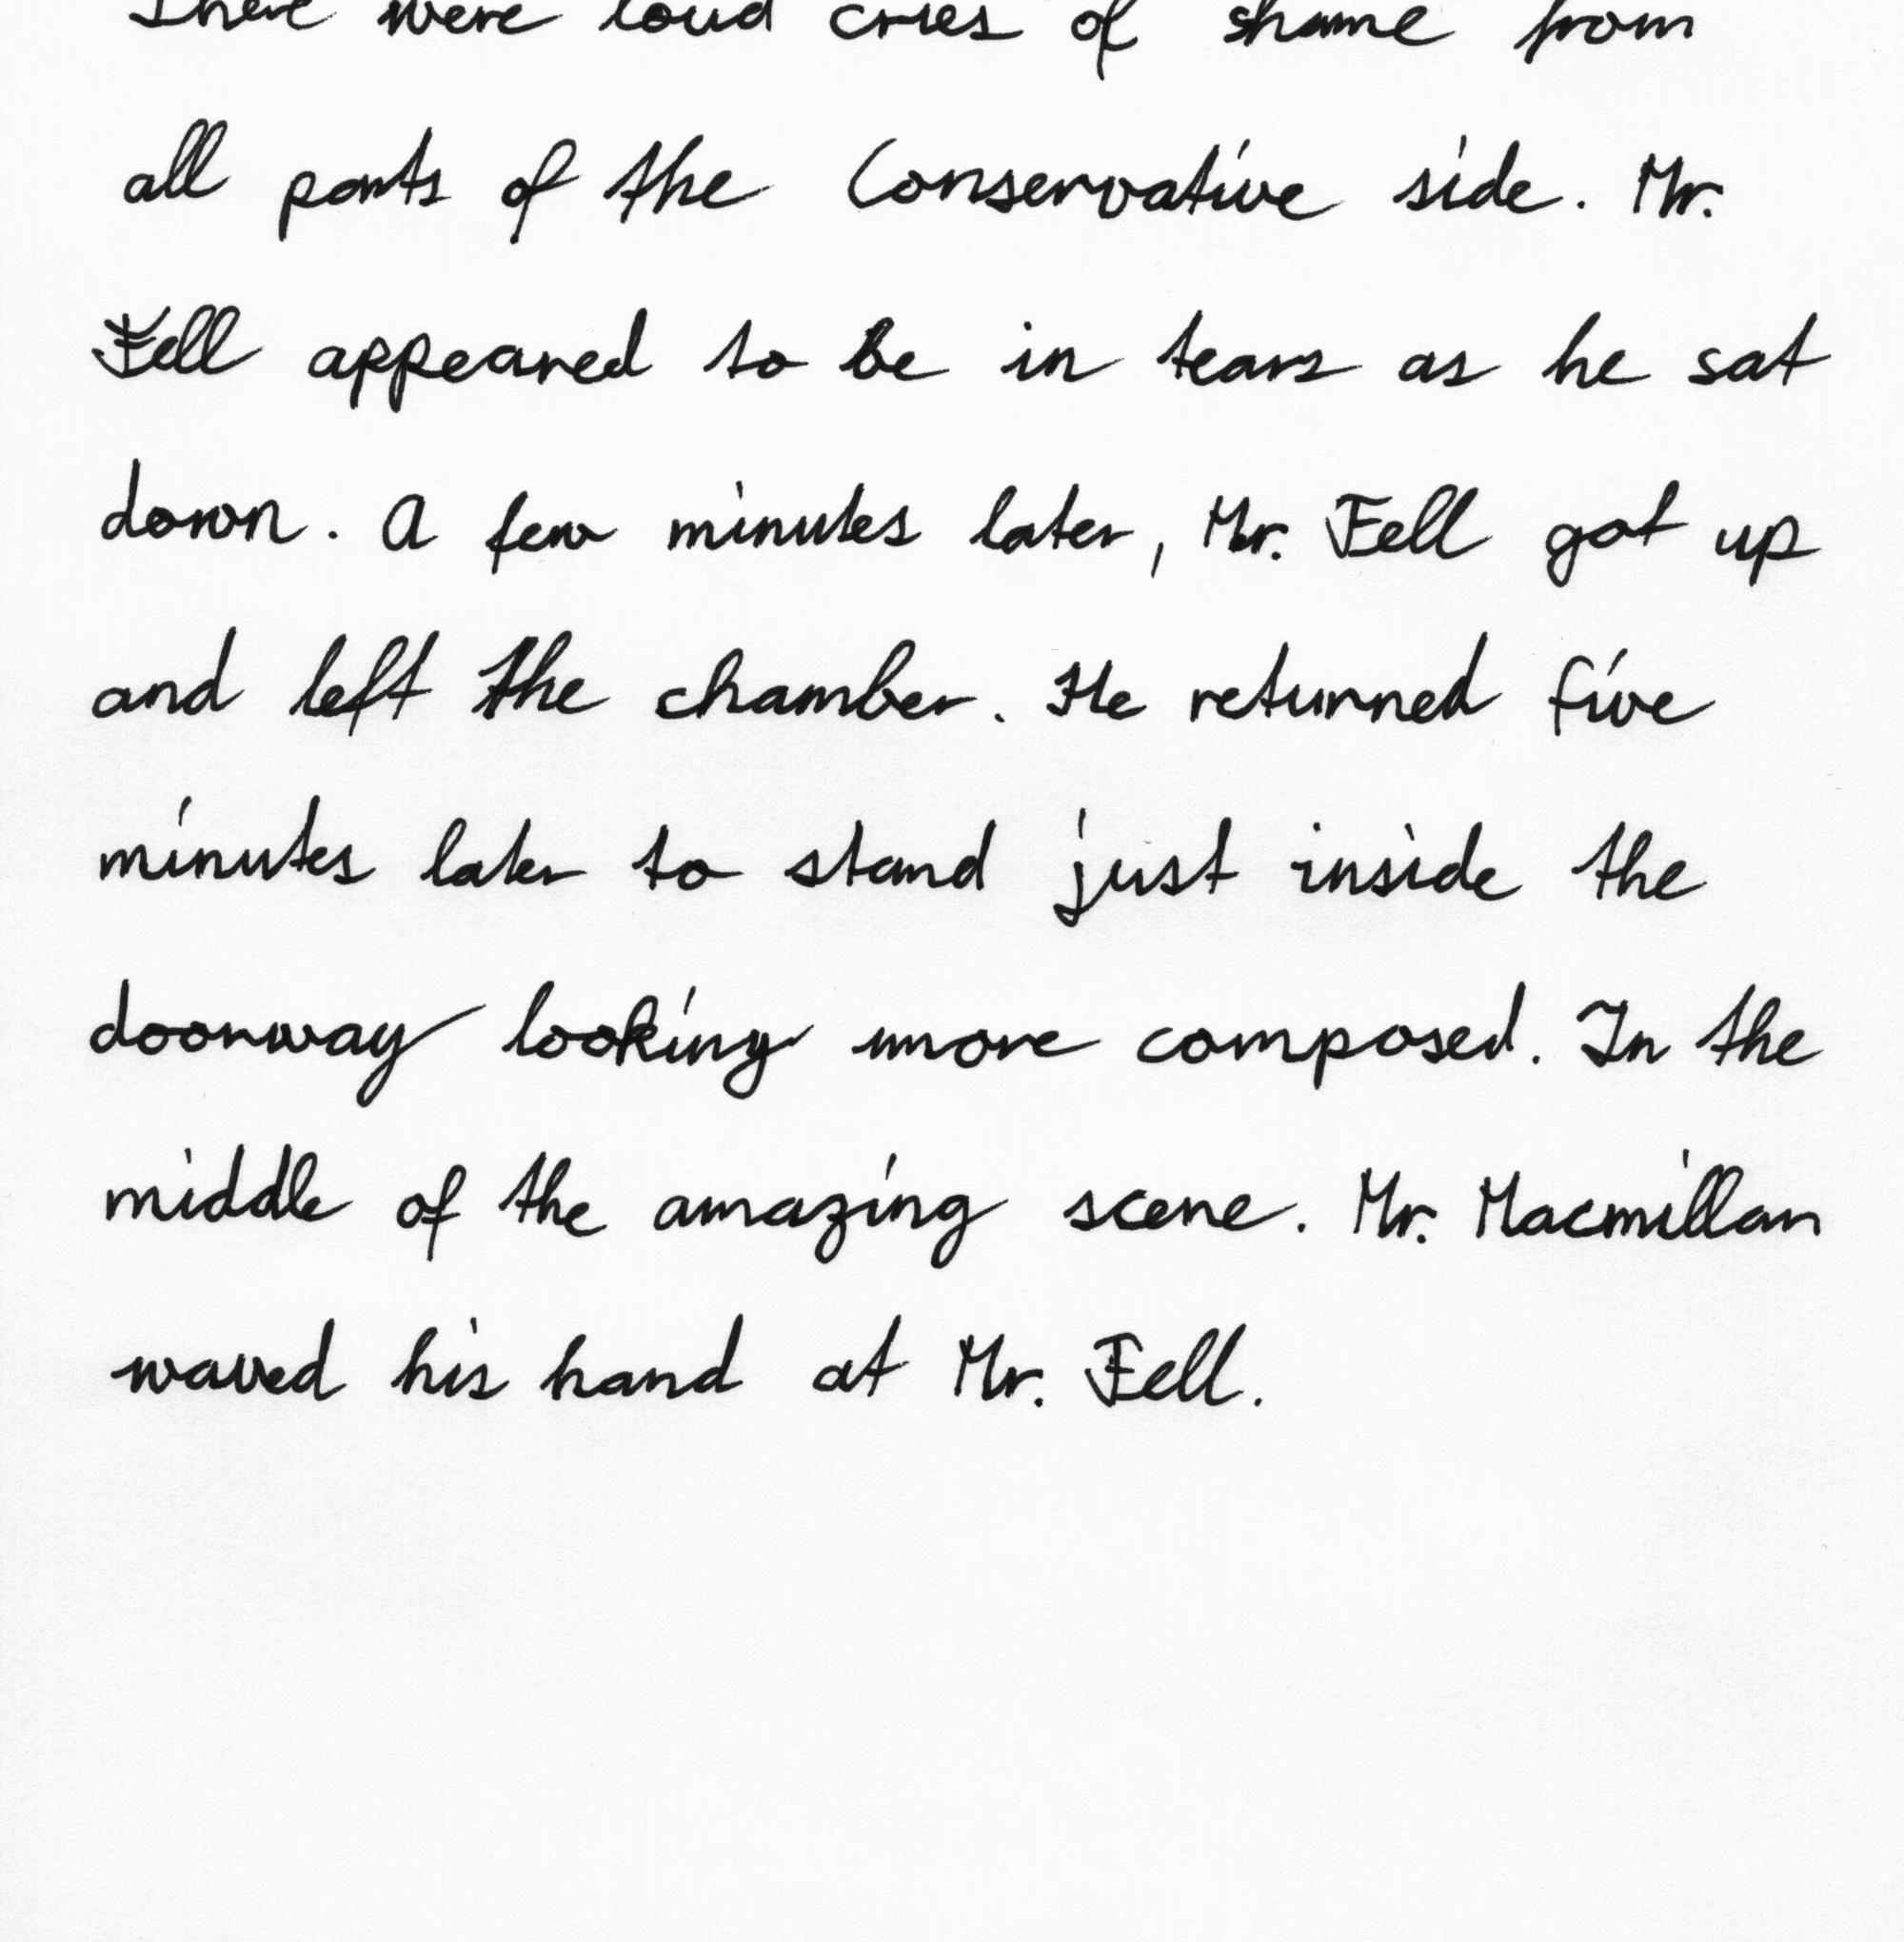 There were loud cries of shame from
all parts of the Conservative side. Mr.
Fell appeared to be in tears as he sat
down. A few minutes later, Mr. Fell got up
and left the chamber. He returned five
minutes later to stand just inside the
doorway looking more composed. In the
middle of the amazing scene. Mr. Macmillan
waved his hand at Mr. Fell.